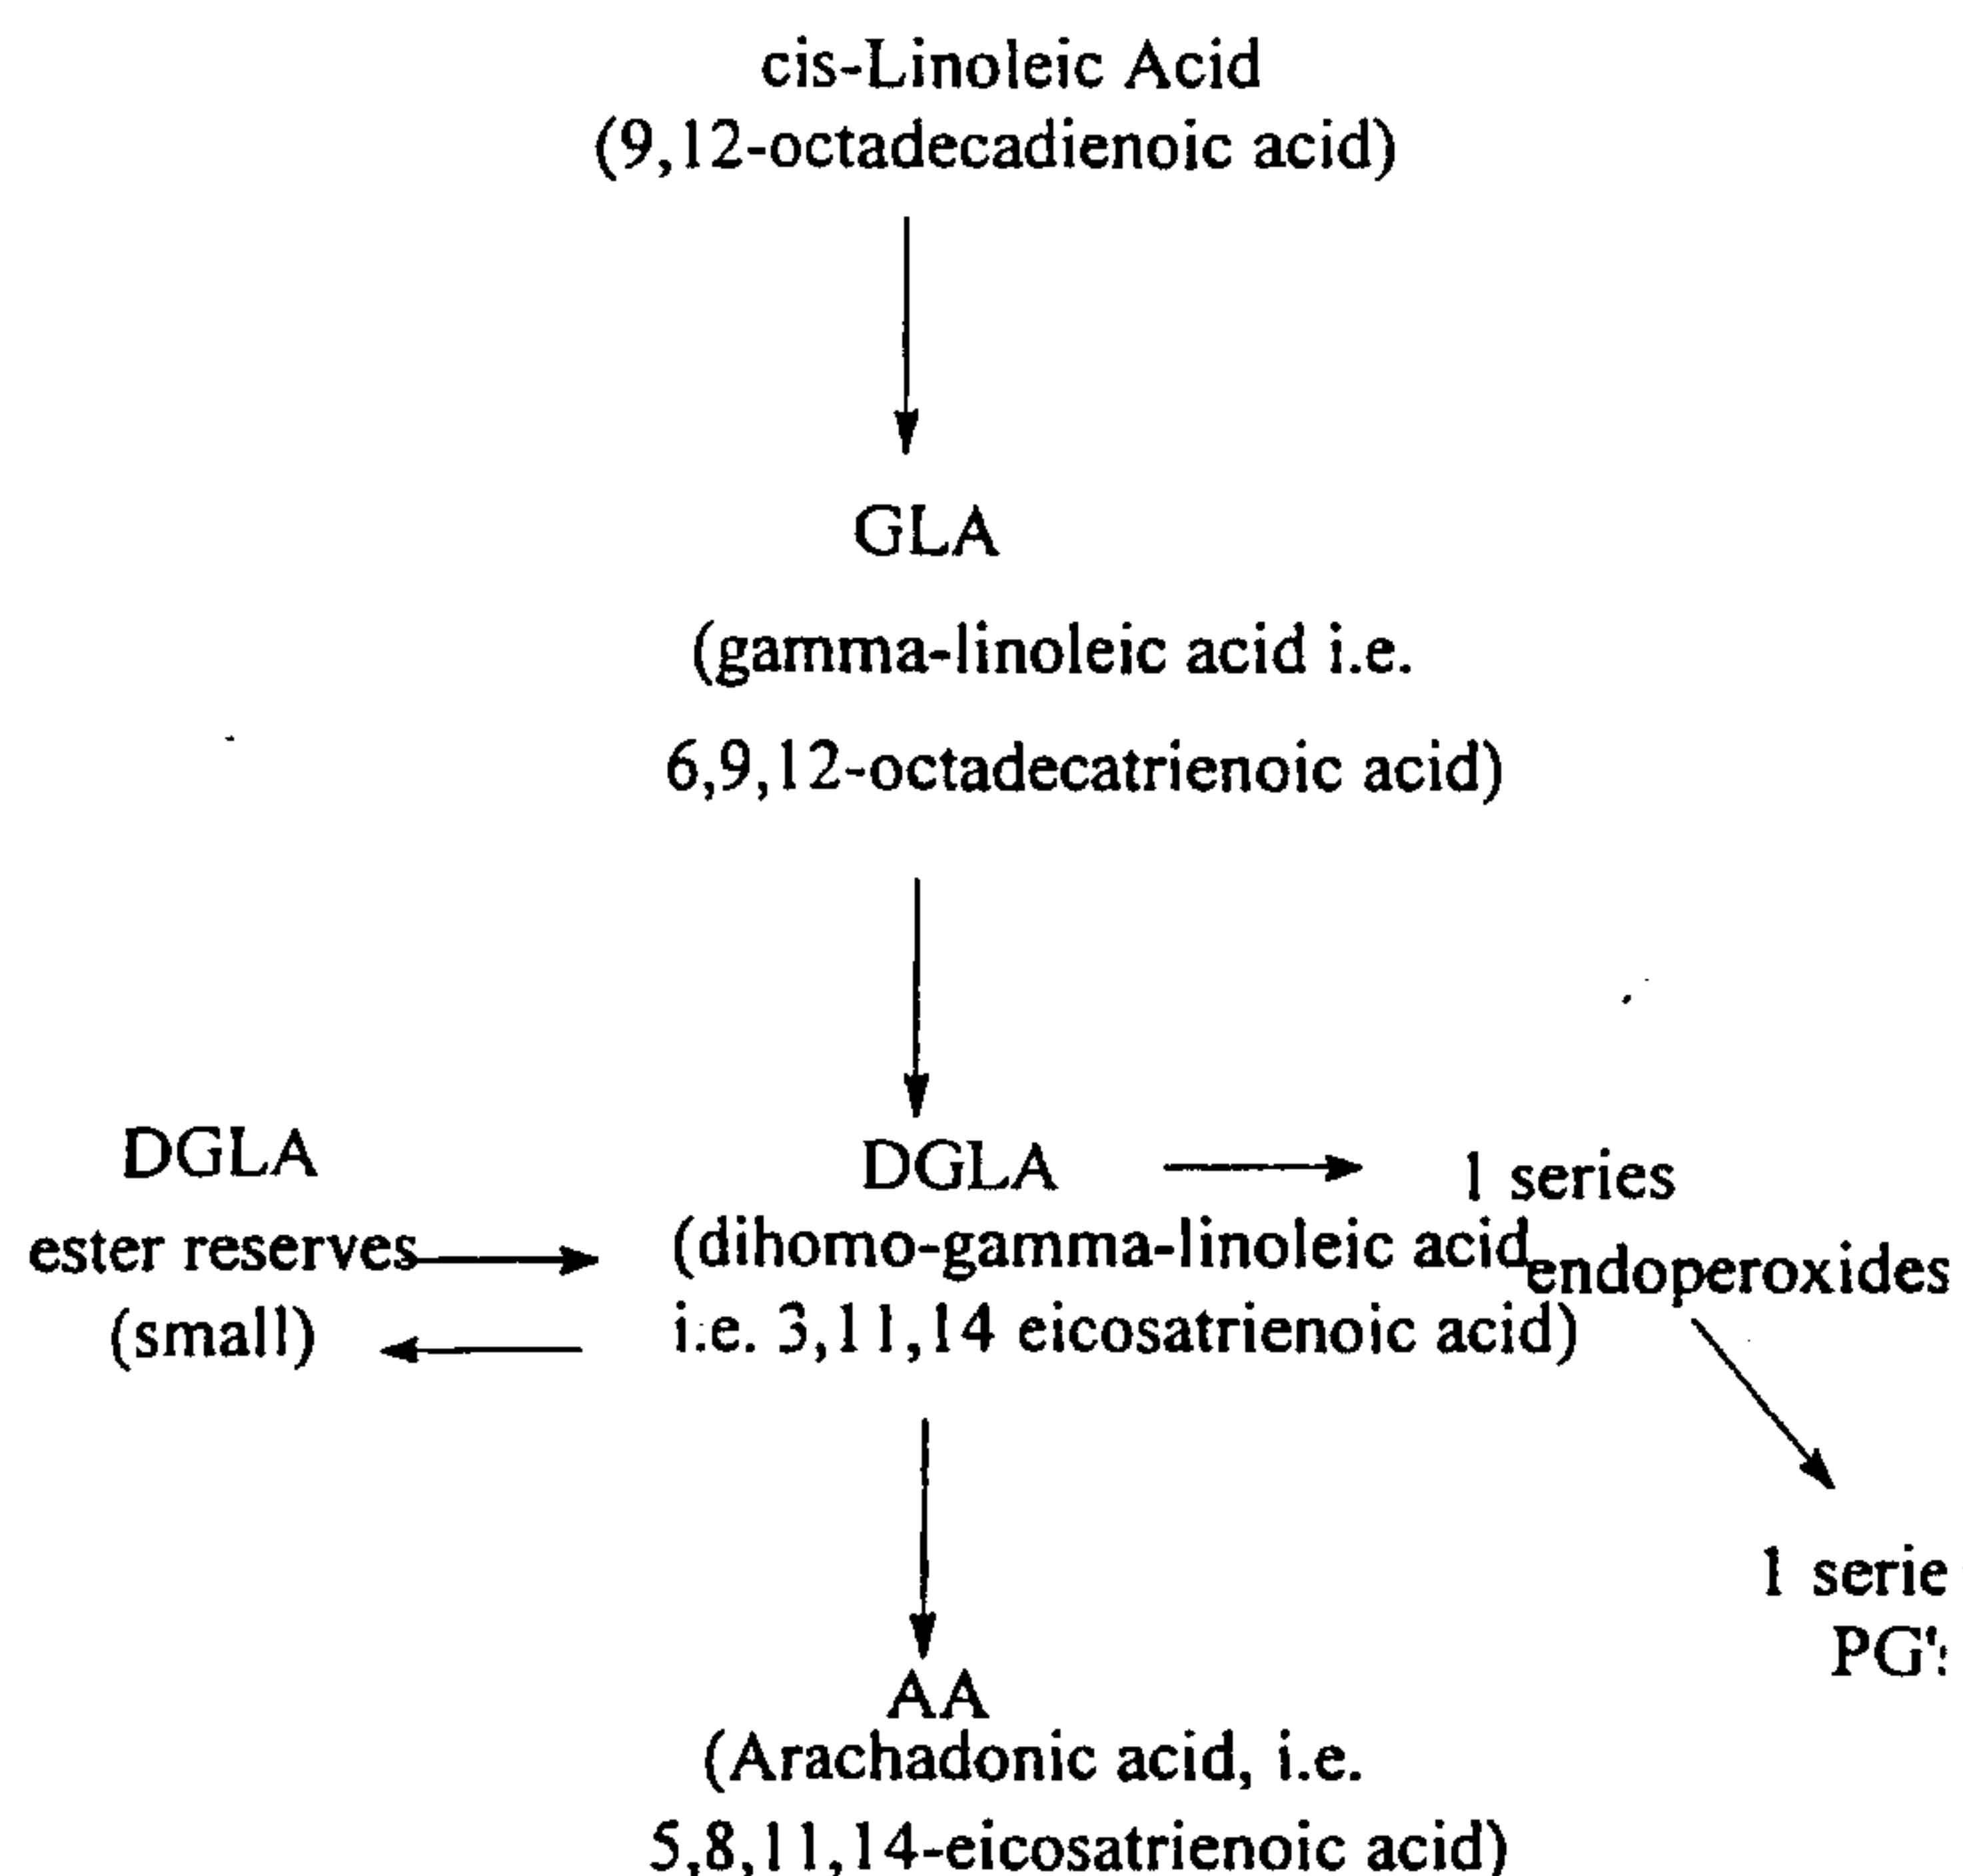 cis-Linoleic Acid
(9,12-octadecadienoic acid)
GLA
(gamma-linoleic acid i.e.
6,9,12-octadecatrienoic acid)
DGLA
ester reserves
(small)
DGLA
(dihomo-gamma-linoleic acid
i.e. 3,11,14 eicosatrienoic acid)
1 series
endoperoxides
1 serie
PG'
AA
(Arachadonic acid, i.e.
5,8,11,14-eicosatrienoic acid)